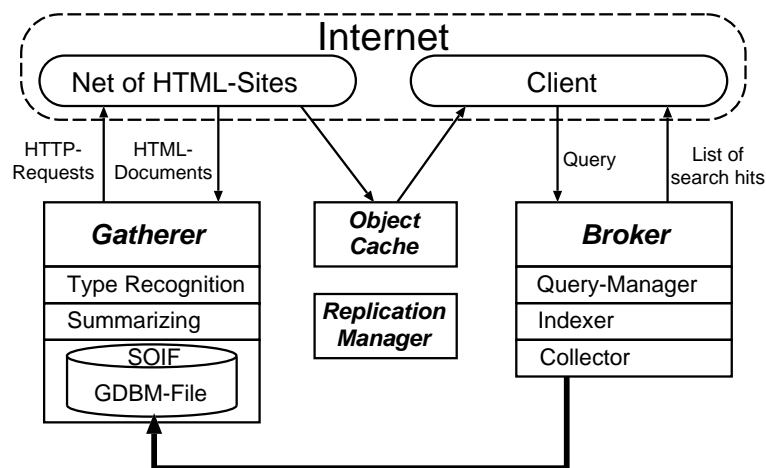 Internet
Net of HTML-Sites
Client
HTTP-
Requests
HTML-
Documents
Query
List of
search hits
Gatherer
Type Recognition
Summarizing
SOIF
GDBM-File
Object
Cache
Replication
Manager
Broker
Query-Manager
Indexer
Collector